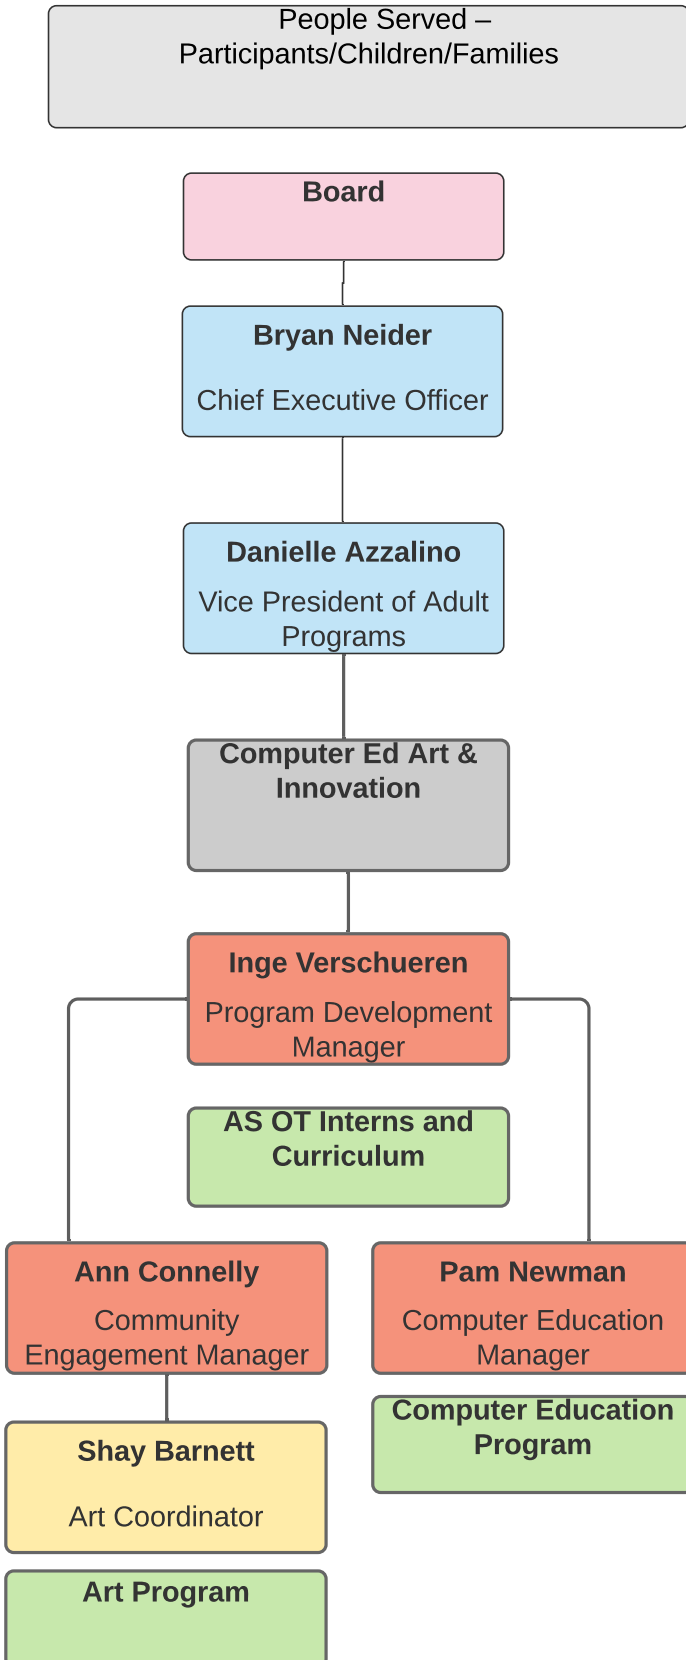 People Served –
Participants/Children/Families
Board
Bryan Neider
Chief Executive Officer
Danielle Azzalino
Vice President of Adult
Programs
Computer Ed Art &
Innovation
Inge Verschueren
Program Development
Manager
AS OT Interns and
Curriculum
Ann Connelly
Community
Engagement Manager
Pam Newman
Computer Education
Manager
Computer Education
Program
Shay Barnett
Art Coordinator
Art Program